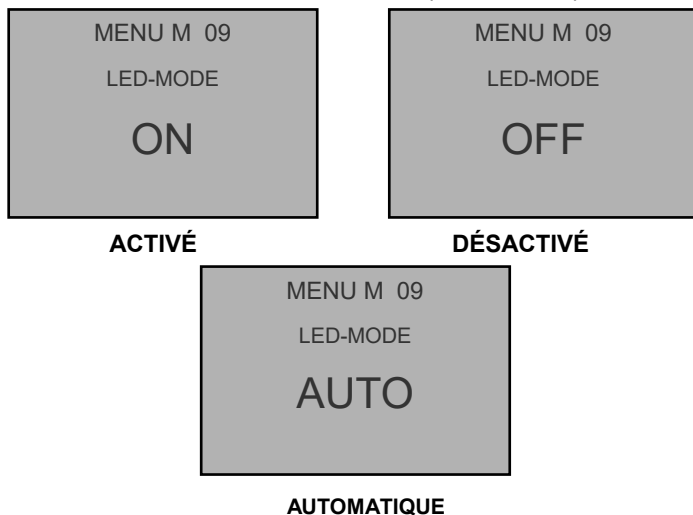 MENU M 09
LED-MODE
ON
MENU M 09
LED-MODE
OFF
ACTIVÉ
DÉSACTIVÉ
MENU M 09
LED-MODE
AUTO
AUTOMATIQUE